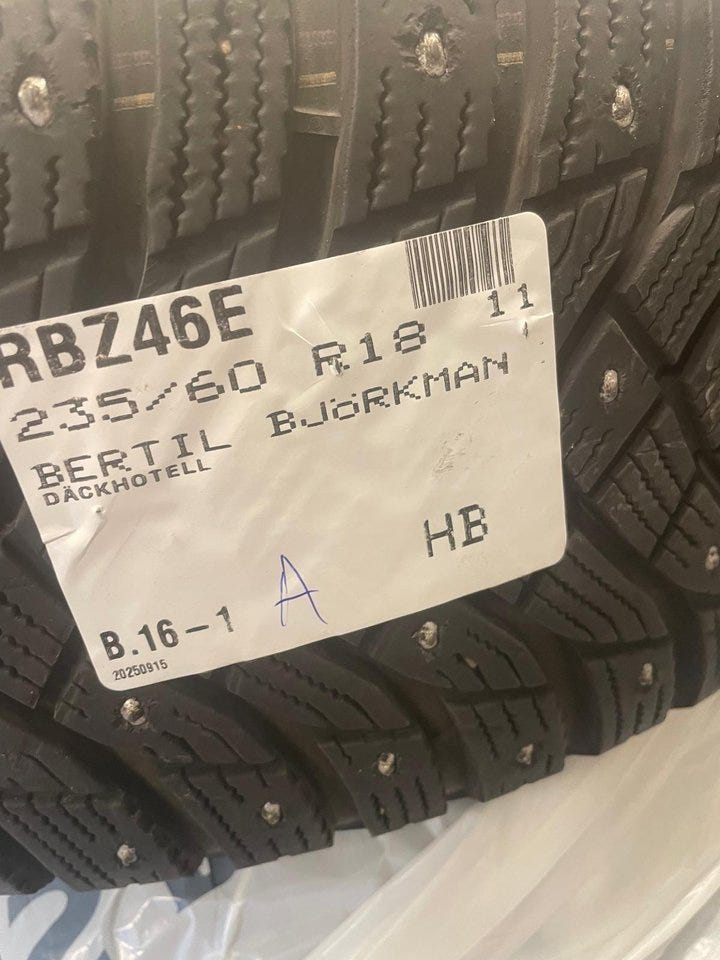 RBZ46E
235/60 R18 11
BERTIL BJÖRKMAN
DÄCKHOTELL
HB
B.16-1 A
20250915